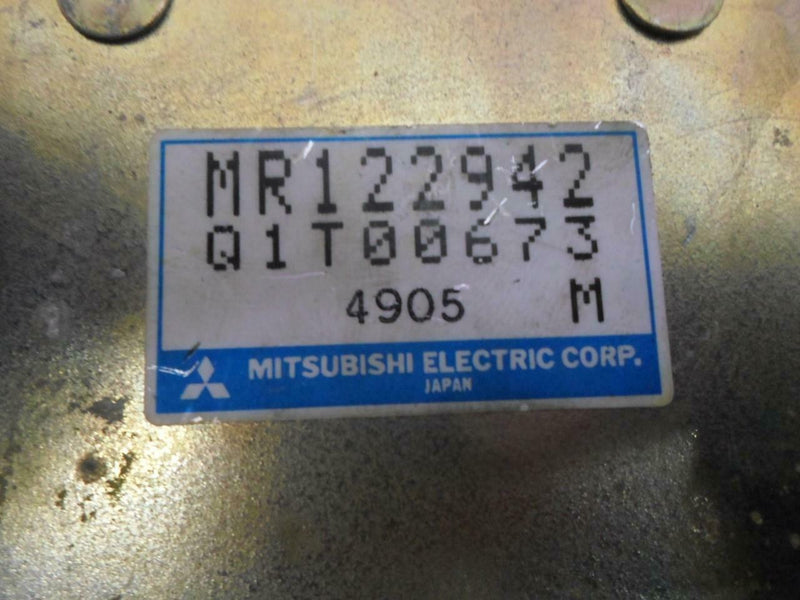 MR122942
Q1T00673
4905 M
MITSUBISHI ELECTRIC CORP.
JAPAN